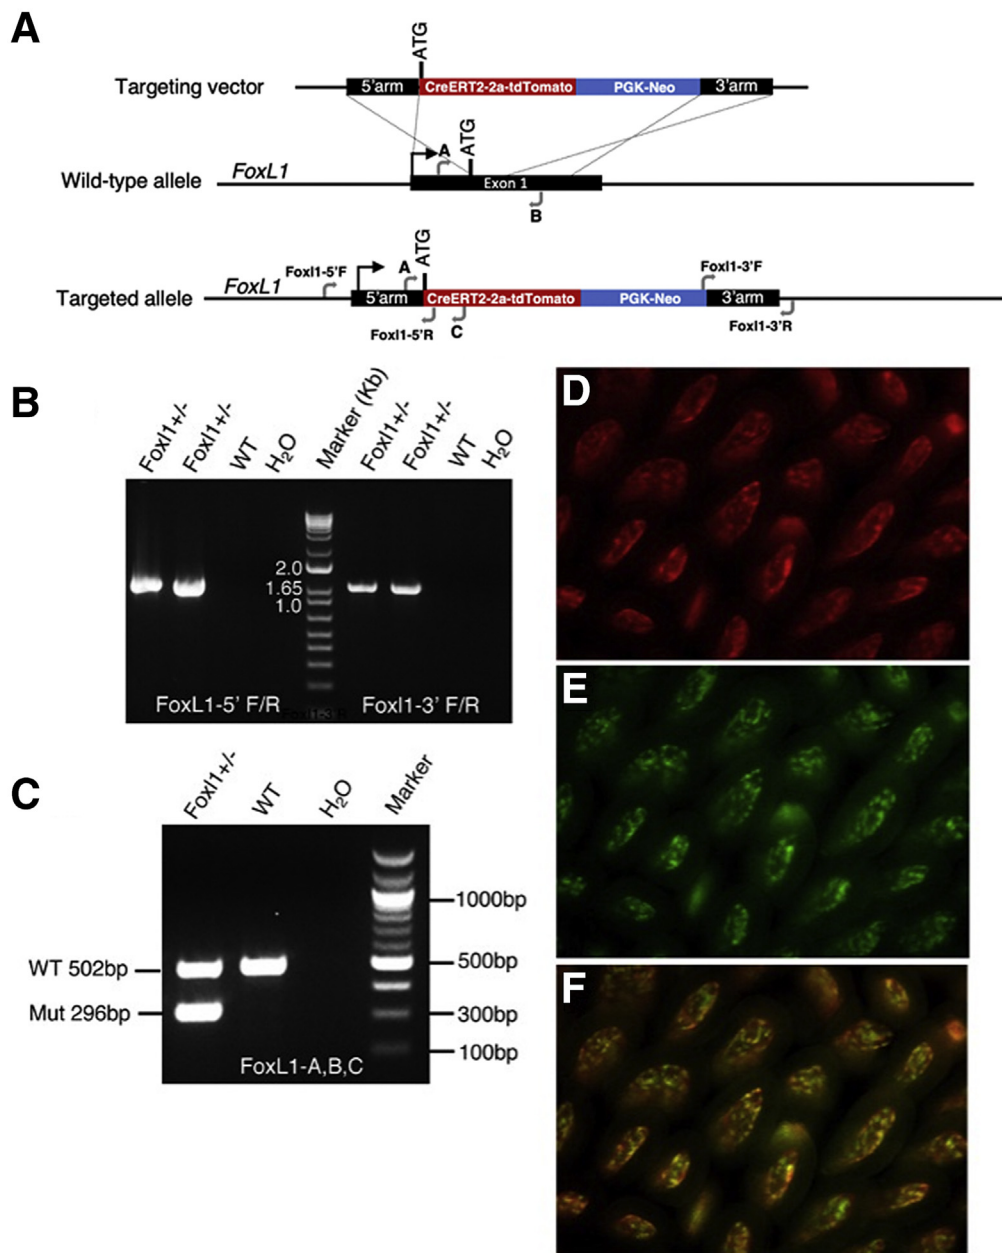 A
ATG
Targeting vector
5'arm
CreERT2-2a-tdTomato
PGK-Neo
3'arm
ATG
A
FoxL1
Wild-type allele
Exon 1
B
ATG
Foxl1-5'F
A
Foxl1-3'F
FoxL1
Targeted allele
5'arm
CreERT2-2a-tdTomato
PGK-Neo
3'arm
Foxl1-5'R
C
Foxl1-3'R
B
Foxl1+/-
Foxl1+/-
WT
H2O
Marker (Kb)
Foxl1+/-
Foxl1+/-
WT
H2O
2.0
1.65
1.0
FoxL1-5' F/R
Foxl1-3' F/R
C
Foxl1+/-
WT
H2O
Marker
1000bp
WT 502bp
500bp
Mut 296bp
300bp
100bp
FoxL1-A,B,C
D
E
F